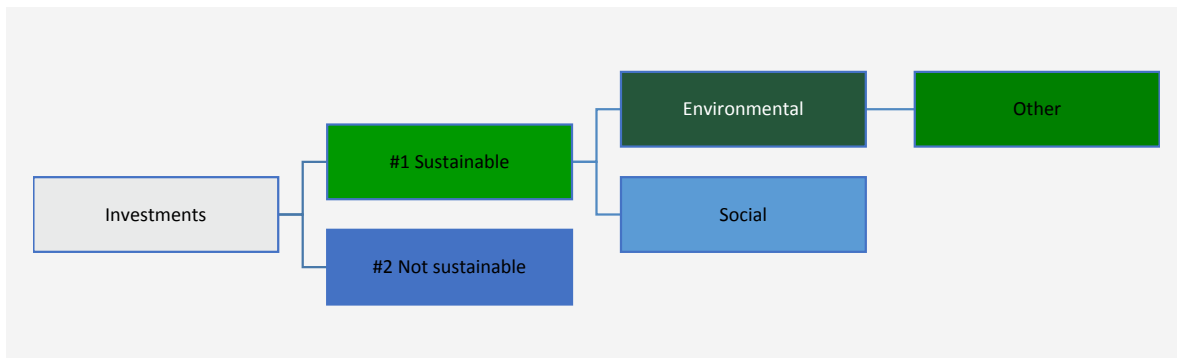 Environmental
Other
#1 Sustainable
Investments
Social
#2 Not sustainable